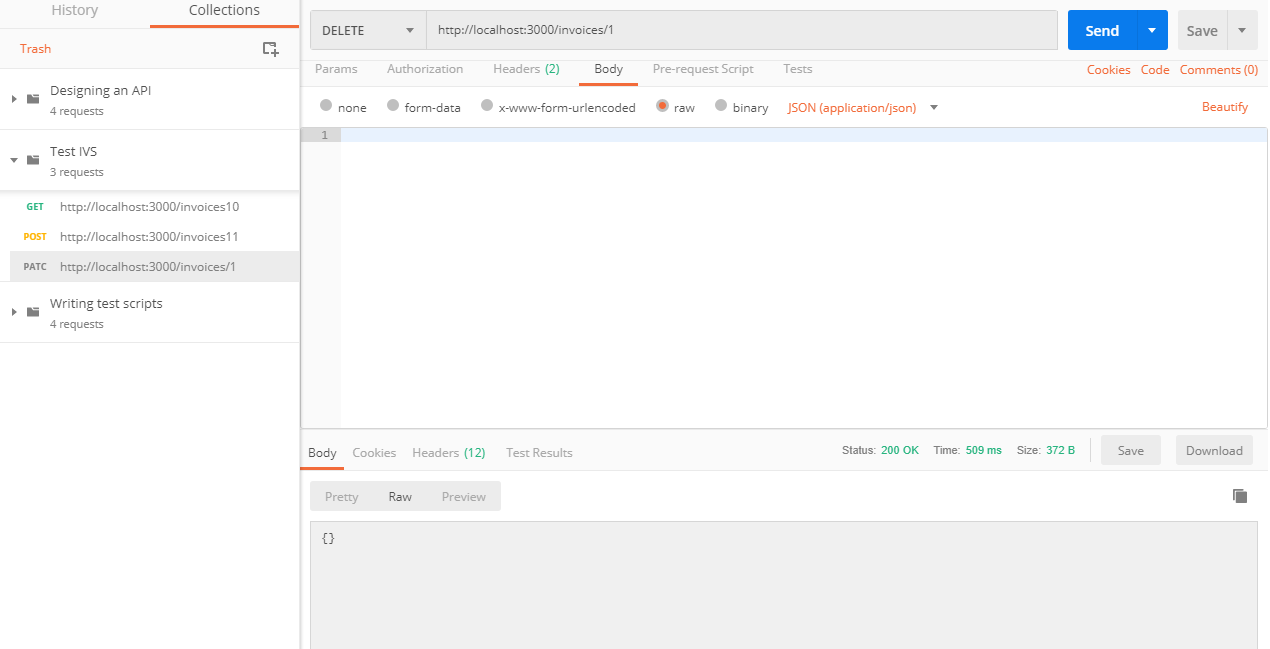 History Collections
Trash
Designing an API
4 requests
Test IVS
3 requests
GET http://localhost:3000/invoices10
POST http://localhost:3000/invoices11
PATC http://localhost:3000/invoices/1
Writing test scripts
4 requests
DELETE http://localhost:3000/invoices/1 Send Save
Params Authorization Headers (2) Body Pre-request Script Tests Cookies Code Comments (0)
none form-data x-www-form-urlencoded raw binary JSON (application/json) Beautify
1
Body Cookies Headers (12) Test Results Status: 200 OK Time: 509 ms Size: 372 B Save Download
Pretty Raw Preview
{}